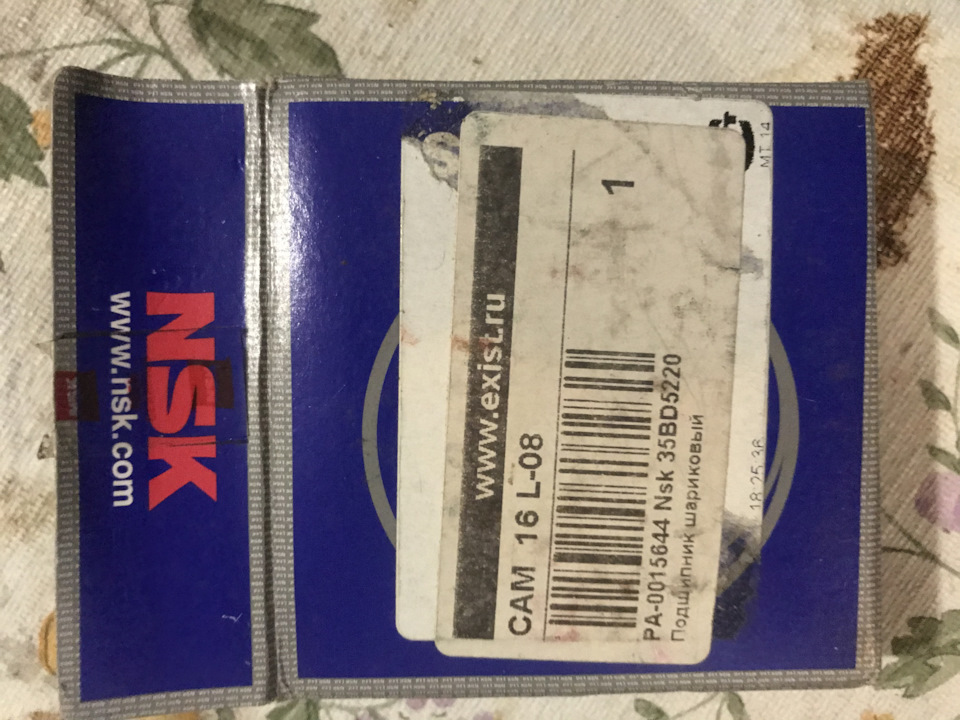 NSK
www.nsk.com
www.exist.ru
CAM 16 L-08
1
PA-0015644 Nsk 35BD5220
Подшипник шариковый
18:25:36
MT 14